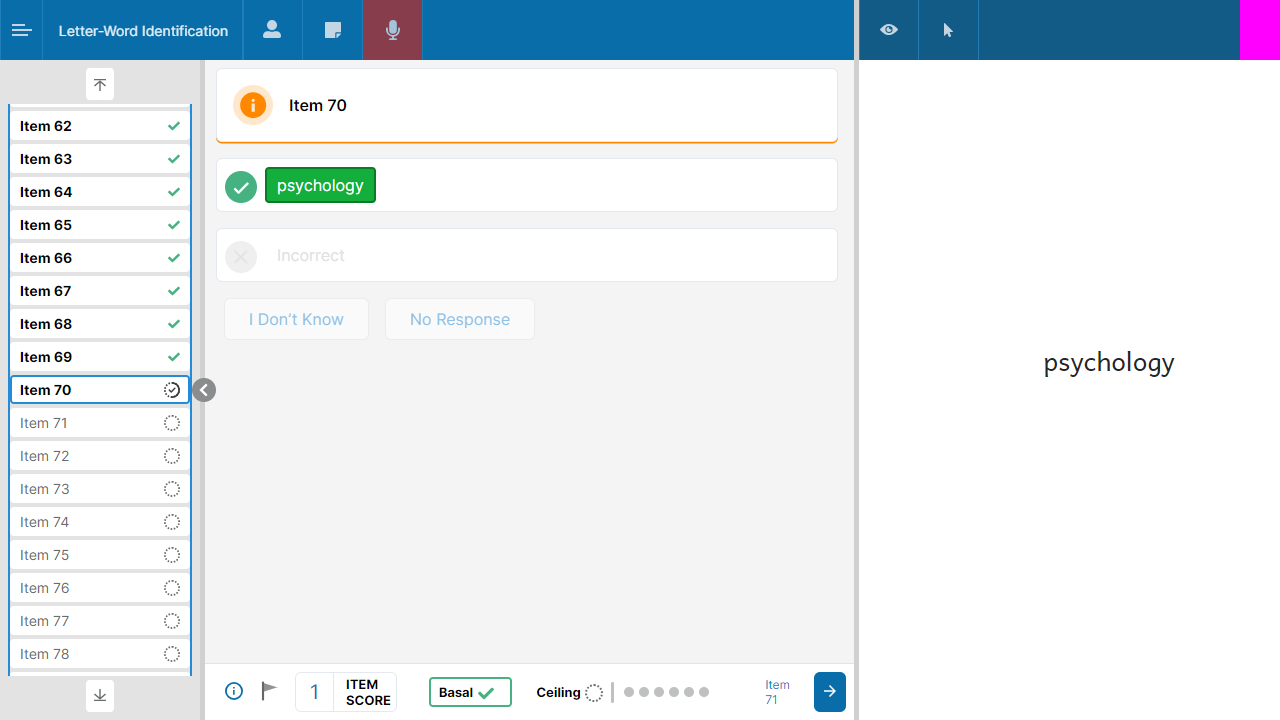 Letter-Word Identification
Item 62
Item 63
Item 64
Item 65
Item 66
Item 67
Item 68
Item 69
Item 70
Item 71
Item 72
Item 73
Item 74
Item 75
Item 76
Item 77
Item 78
Item 70
psychology
Incorrect
I Don't Know
No Response
1
ITEM
SCORE
Basal
Ceiling
Item
71
psychology